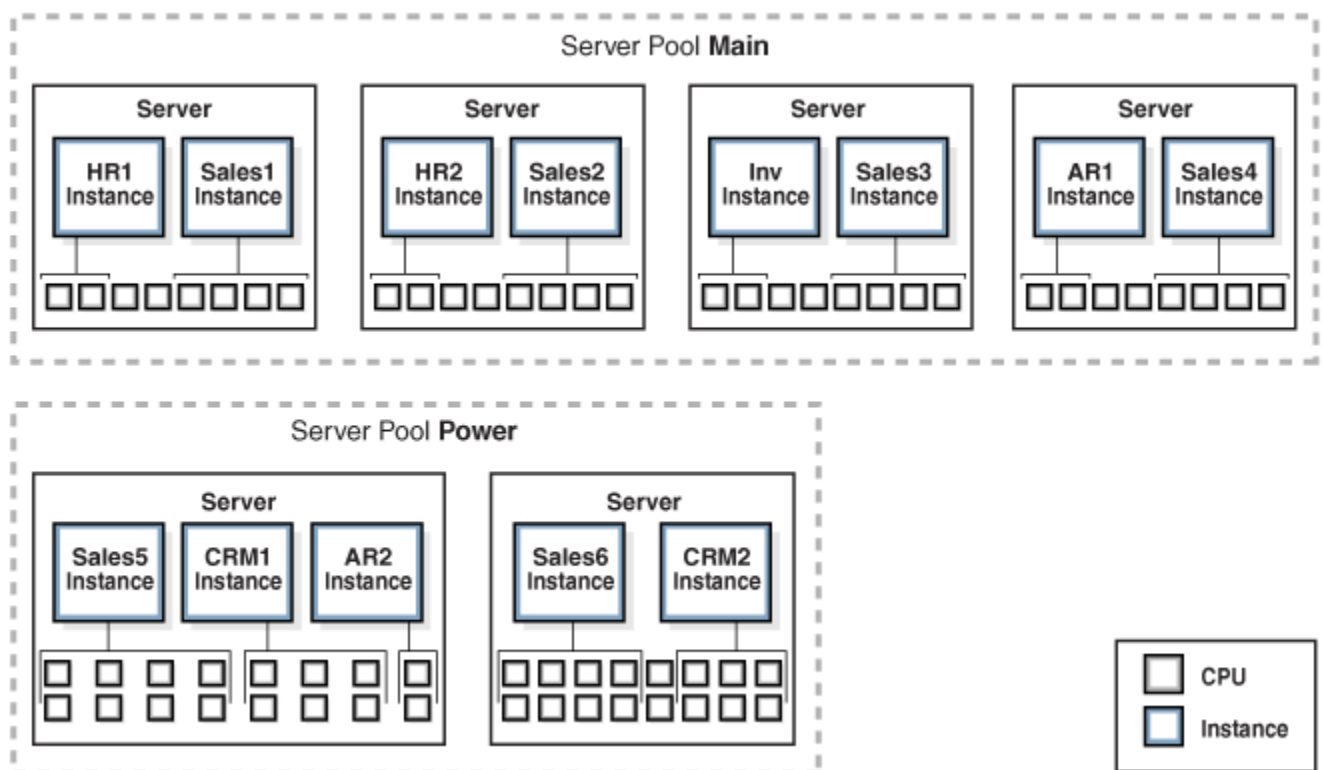 Server Pool Main
Server
Server
Server
Server
HR1
Instance
Sales1
Instance
HR2
Instance
Sales2
Instance
Inv
Instance
Sales3
Instance
AR1
Instance
Sales4
Instance
Server Pool Power
Server
Server
Sales5
Instance
CRM1
Instance
AR2
Instance
Sales6
Instance
CRM2
Instance
CPU
Instance